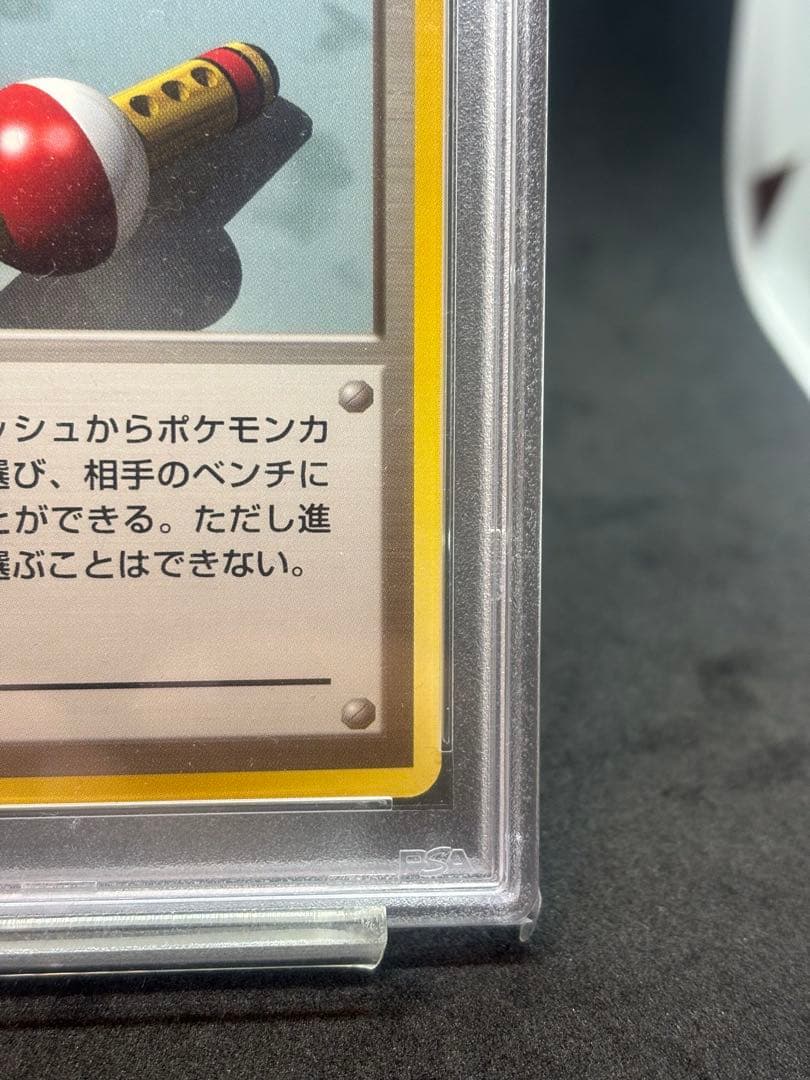 ッシュからポケモンカ
選び、相手のベンチに
とができる。ただし進
選ぶことはできない。
PSA